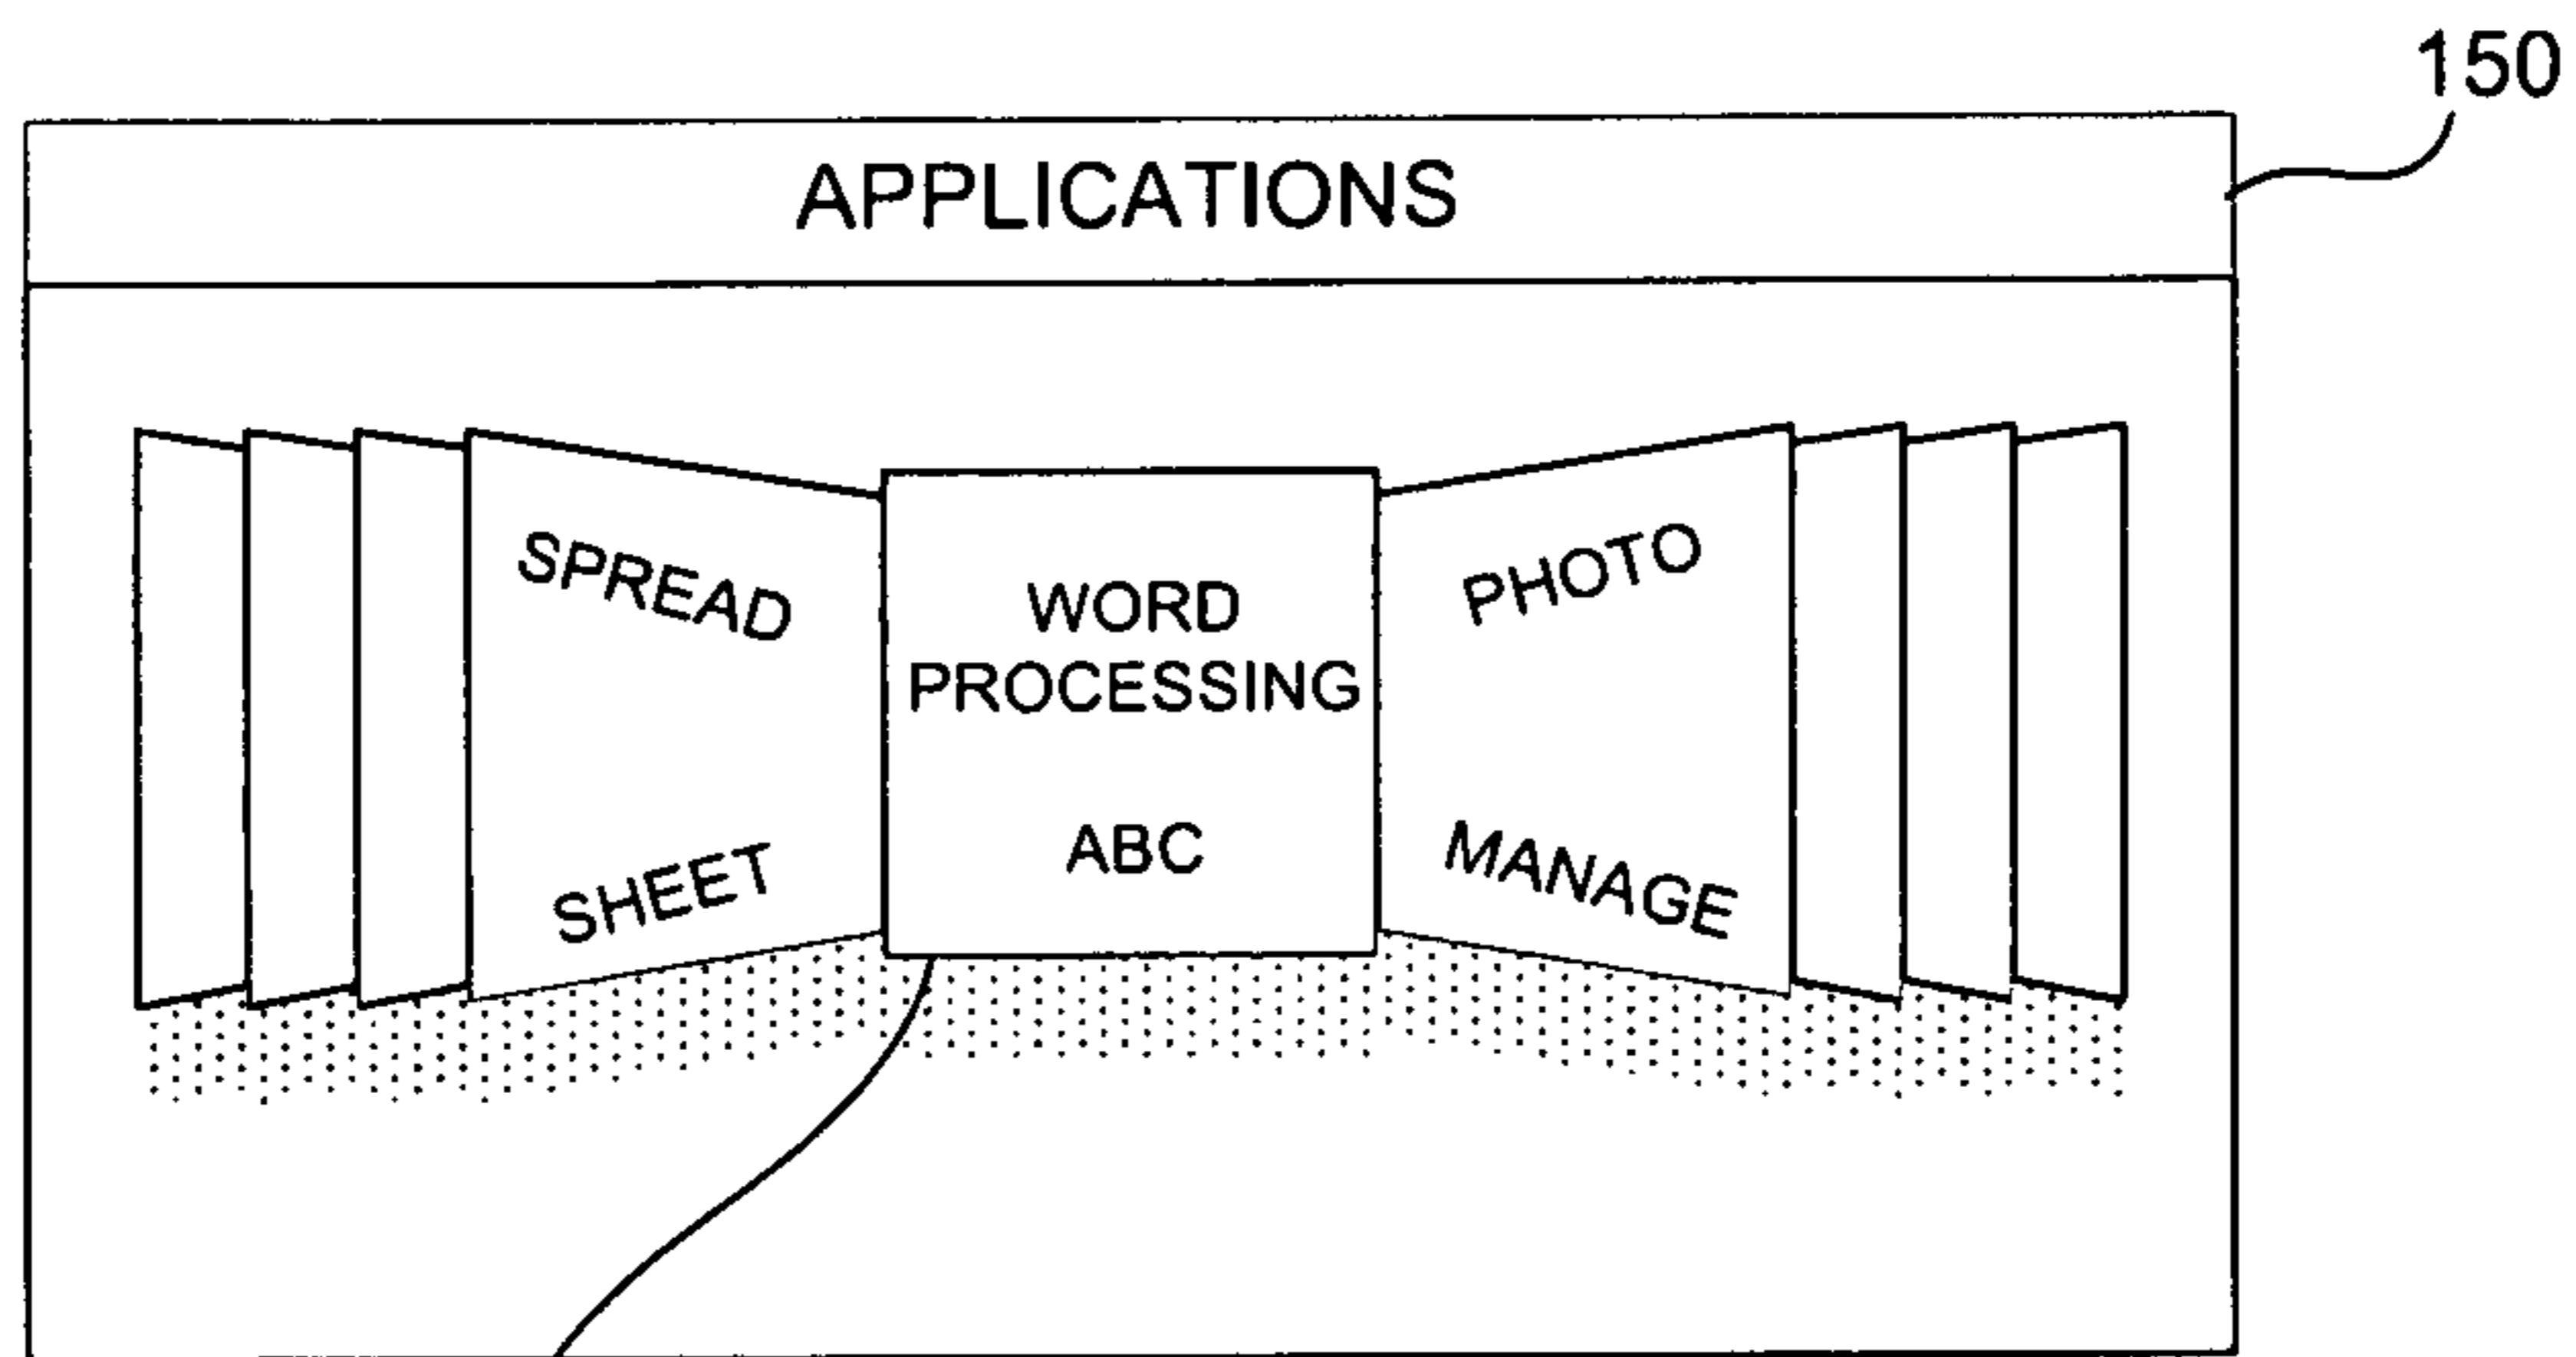 150
APPLICATIONS
SPREAD
SHEET
WORD
PROCESSING
ABC
PHOTO
MANAGE